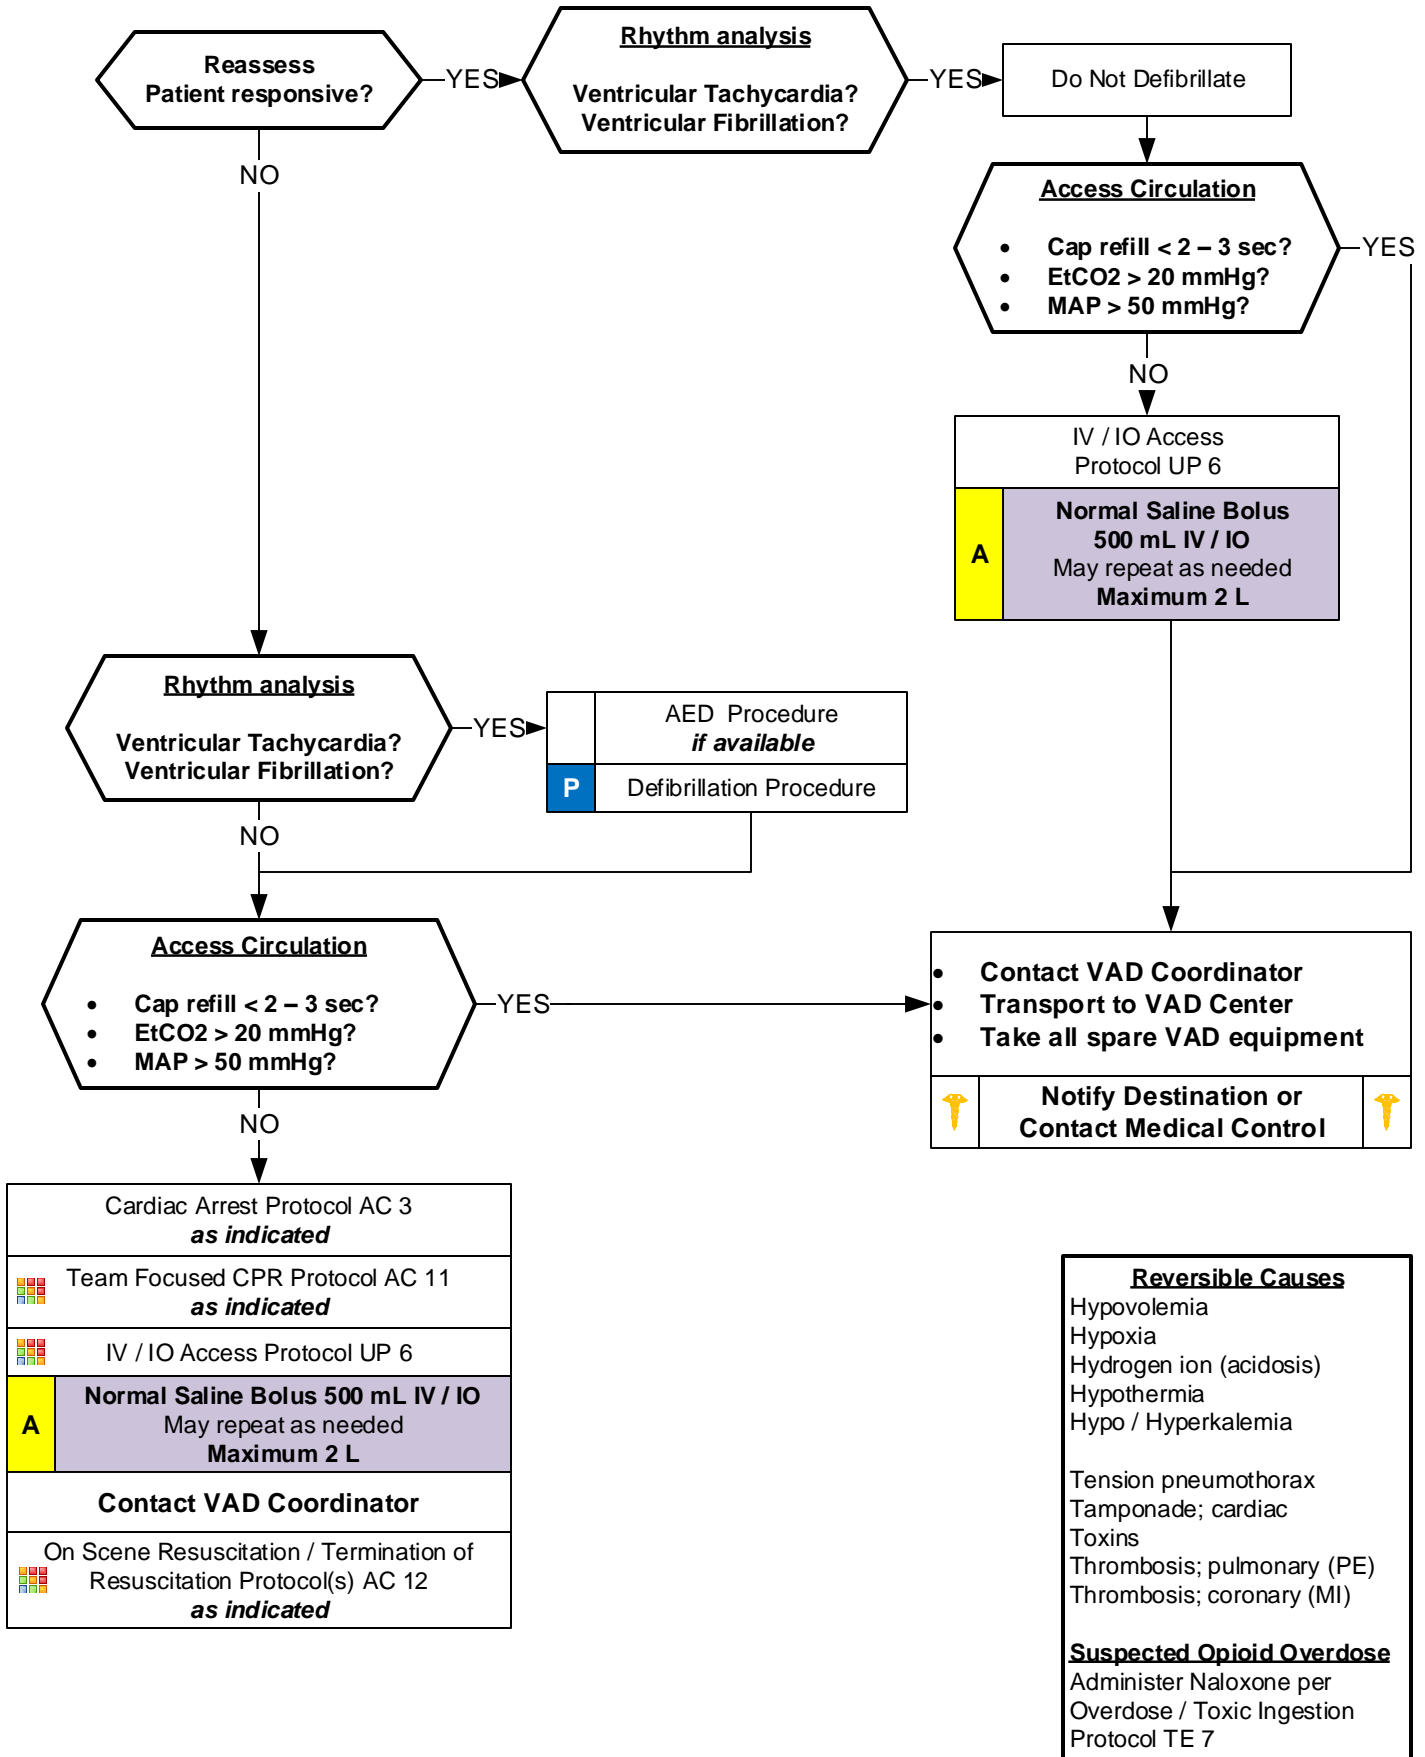 Reassess
Patient responsive?
YES
Rhythm analysis
Ventricular Tachycardia?
Ventricular Fibrillation?
YES
Do Not Defibrillate
NO
Access Circulation
• Cap refill < 2 – 3 sec?
• EtCO2 > 20 mmHg?
• MAP > 50 mmHg?
YES
NO
IV / IO Access
Protocol UP 6
A
Normal Saline Bolus
500 mL IV / IO
May repeat as needed
Maximum 2 L
Rhythm analysis
Ventricular Tachycardia?
Ventricular Fibrillation?
YES
AED Procedure
if available
P
Defibrillation Procedure
NO
Access Circulation
• Cap refill < 2 – 3 sec?
• EtCO2 > 20 mmHg?
• MAP > 50 mmHg?
YES
• Contact VAD Coordinator
• Transport to VAD Center
• Take all spare VAD equipment
Notify Destination or
Contact Medical Control
NO
Cardiac Arrest Protocol AC 3
as indicated
Team Focused CPR Protocol AC 11
as indicated
IV / IO Access Protocol UP 6
A
Normal Saline Bolus 500 mL IV / IO
May repeat as needed
Maximum 2 L
Contact VAD Coordinator
On Scene Resuscitation / Termination of
Resuscitation Protocol(s) AC 12
as indicated
Reversible Causes
Hypovolemia
Hypoxia
Hydrogen ion (acidosis)
Hypothermia
Hypo / Hyperkalemia
Tension pneumothorax
Tamponade; cardiac
Toxins
Thrombosis; pulmonary (PE)
Thrombosis; coronary (MI)
Suspected Opioid Overdose
Administer Naloxone per
Overdose / Toxic Ingestion
Protocol TE 7